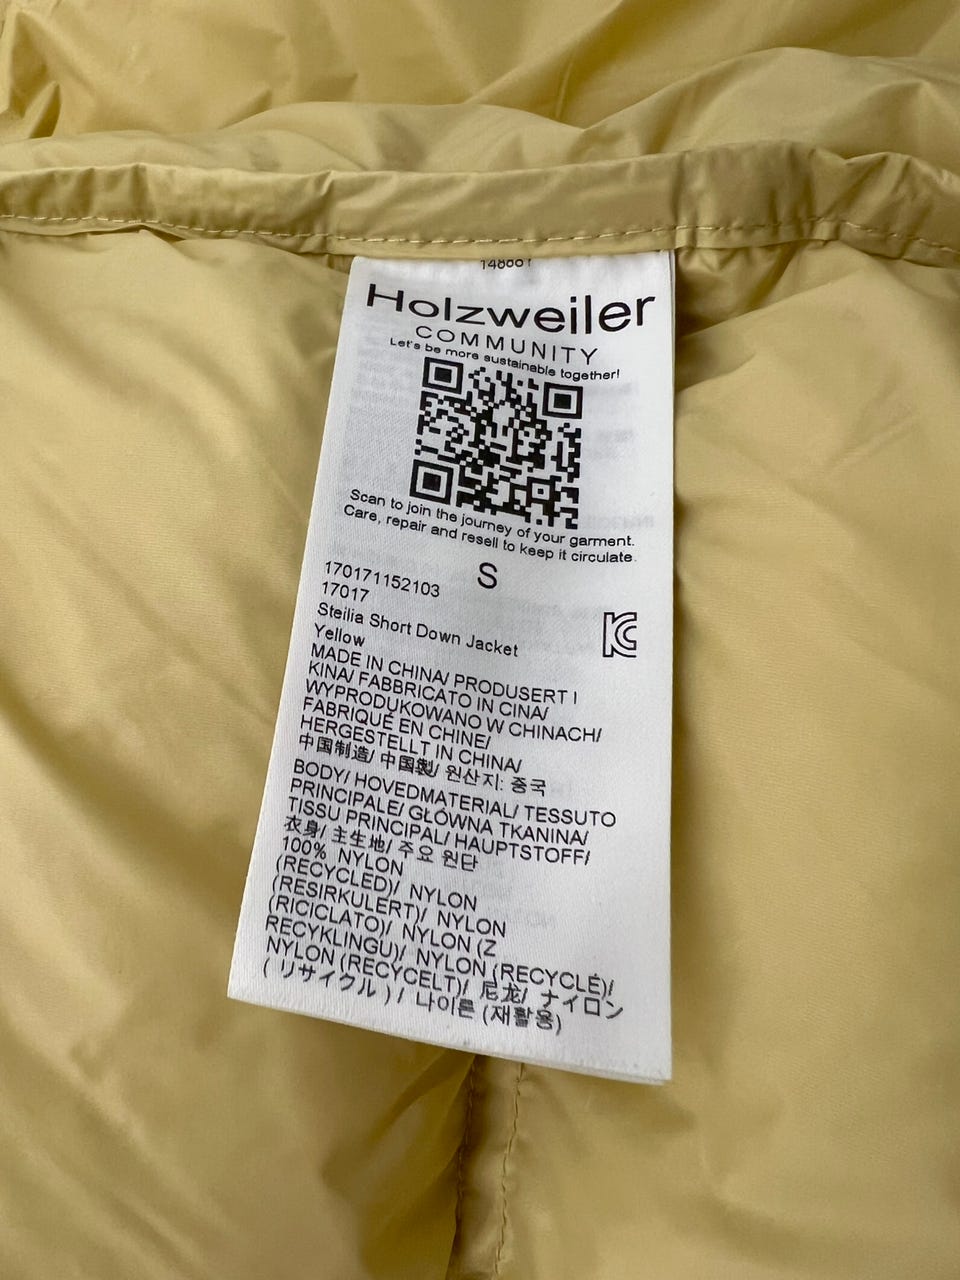 Holzweiler
COMMUNITY
Let's be more sustainable together!
Scan to join the journey of your garment.
Care, repair and resell to keep it circulate.
S
170171152103
17017
Steilia Short Down Jacket
Yellow
MADE IN CHINA/ PRODUSERT I
KINA/ FABBRICATO IN CINA/
WYPRODUKOWANO W CHINACH/
FABRIQUÉ EN CHINE/
HERGESTELLT IN CHINA/
中国制造/ 中国製/ 원산지: 중국
BODY/ HOVEDMATERIAL/ TESSUTO
PRINCIPALE/ GŁÓWNA TKANINA/
TISSU PRINCIPAL/ HAUPTSTOFF/
衣身/ 主生地/ 주요 원단
100% NYLON
(RECYCLED)/ NYLON
(RESIRKULERT)/ NYLON
(RICICLATO)/ NYLON (Z
RECYKLINGU)/ NYLON (RECYCLÉ)/
NYLON (RECYCELT)/ 尼龙/ ナイロン
( リサイクル ) / 나이론 (재활용)